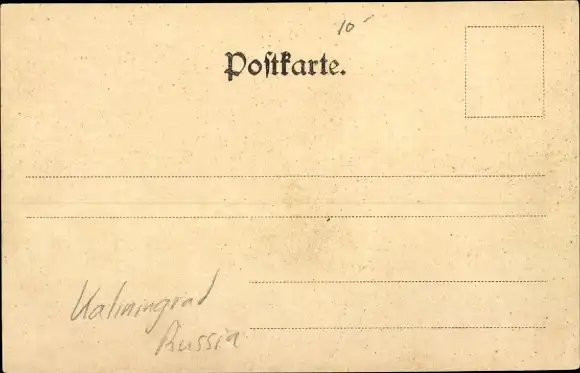 10
Postkarte.
Kaliningrad
Russia